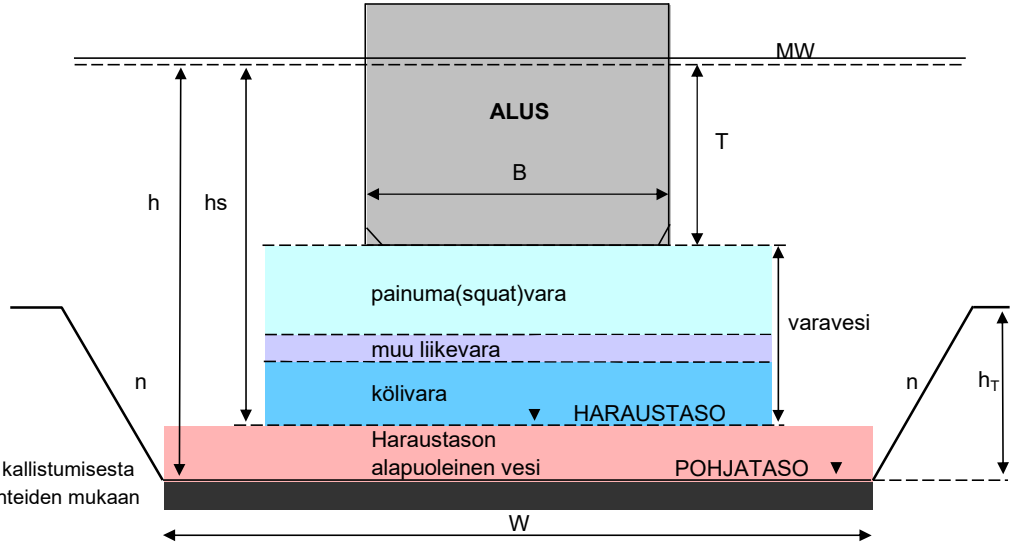 MW
ALUS
T
B
h
hs
painuma(squat)vara
varavesi
muu liikevara
n
kölivara
n
hT
HARAUSTASO
Haraustason
alapuoleinen vesi
POHJATASO
kallistumisesta
nteiden mukaan
W